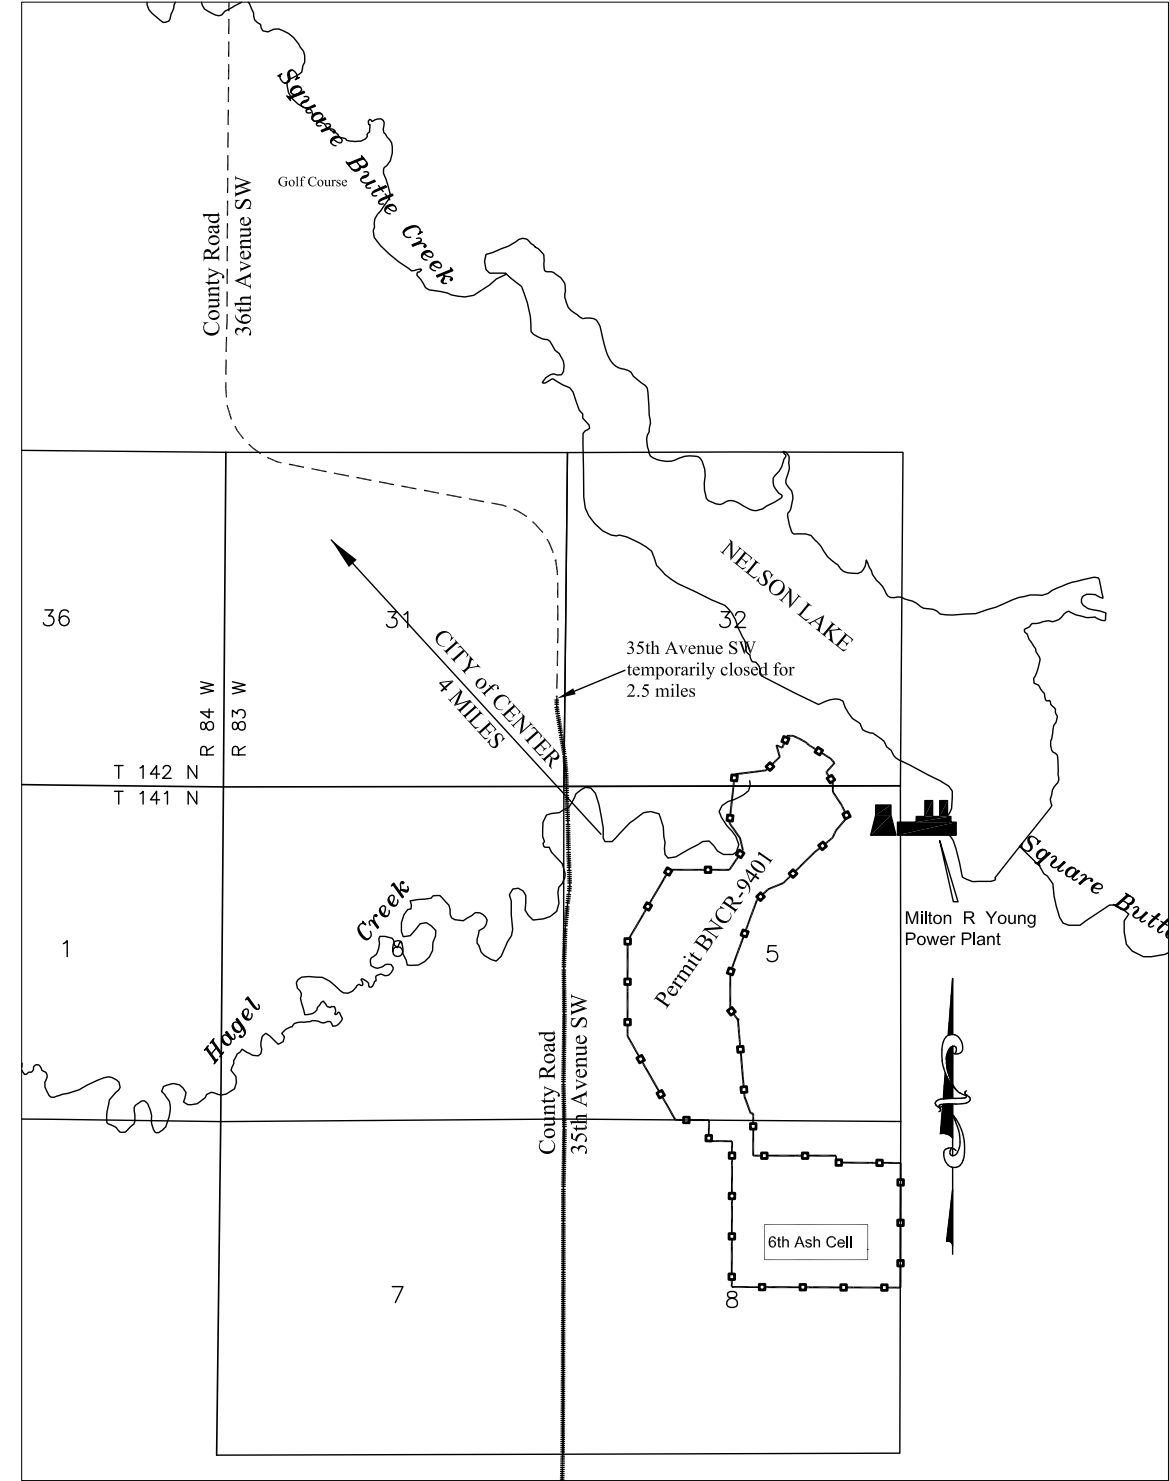 Square Butte Creek
Golf Course
County Road
36th Avenue SW
NELSON LAKE
36
31
32
35th Avenue SW
temporarily closed for
2.5 miles
CITY of CENTER
4 MILES
R 84 W
R 83 W
T 142 N
T 141 N
Square Butte
Milton R Young
Power Plant
Permit BNCR-9401
Hagel Creek
1
6
5
County Road
35th Avenue SW
6th Ash Cell
7
8